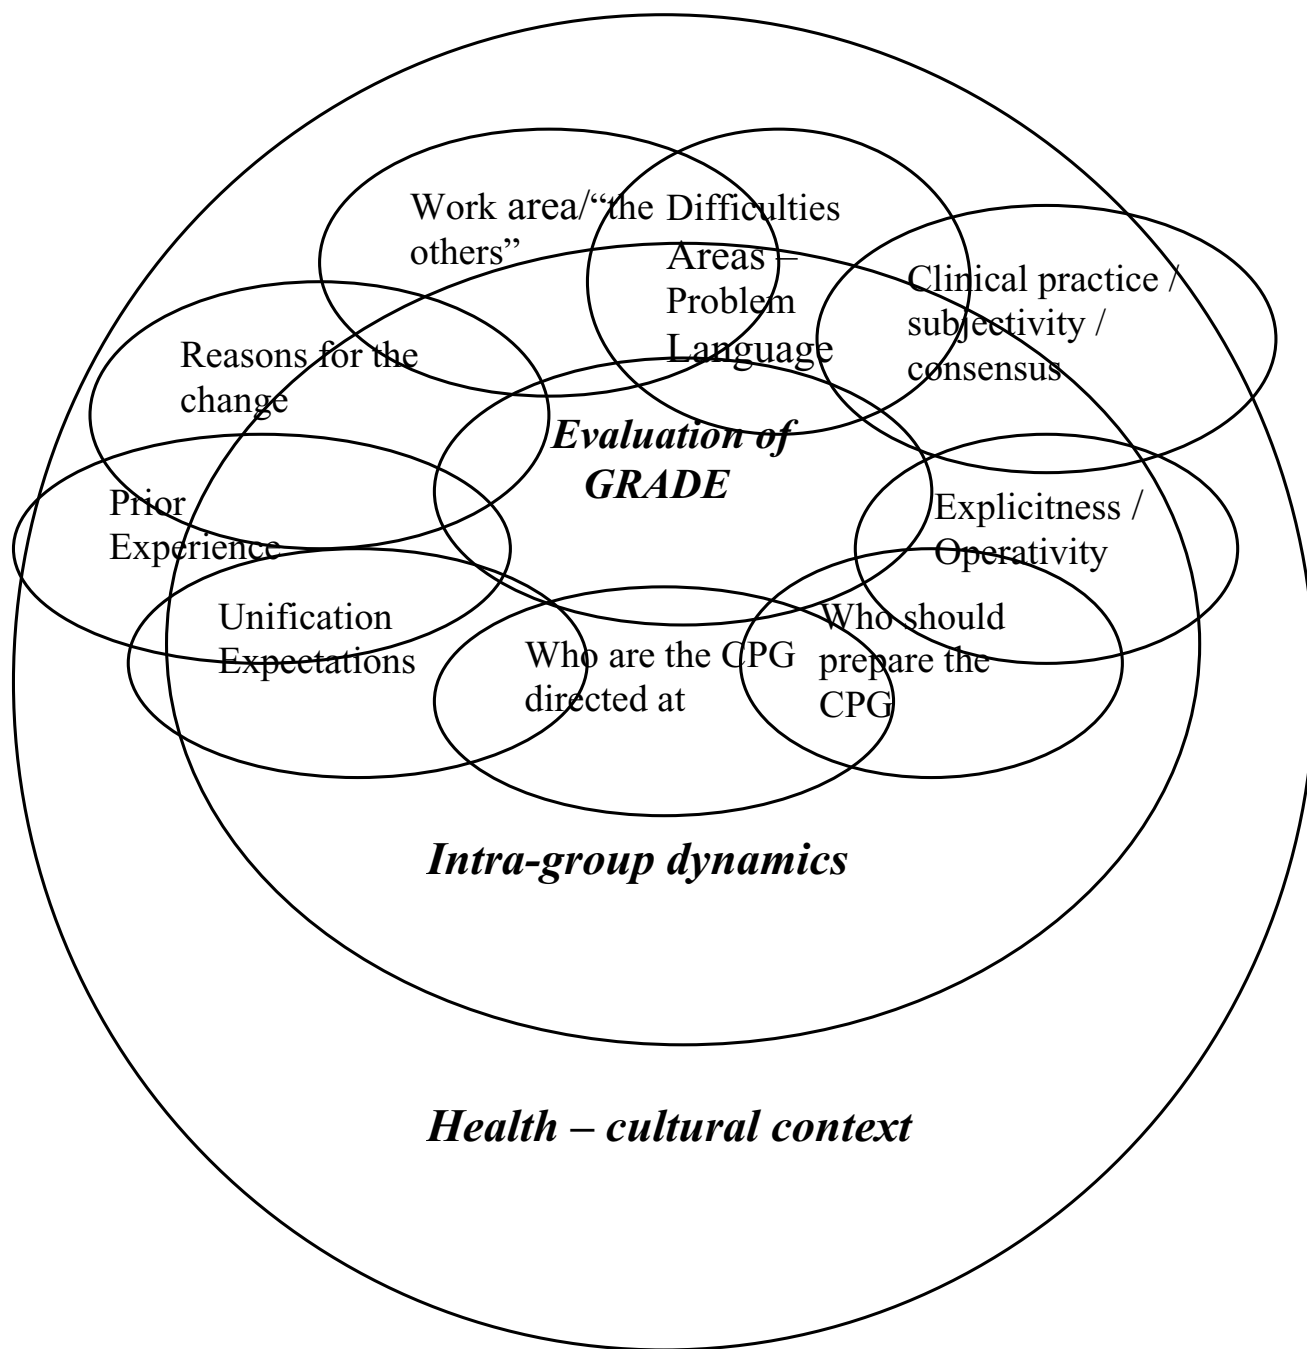 Work area/“the
others”
Difficulties
Areas –
Problem
Language
Clinical practice /
subjectivity /
consensus
Reasons for the
change
Evaluation of
GRADE
Prior
Experience
Explicitness /
Operativity
Unification
Expectations
Who are the CPG
directed at
Who should
prepare the
CPG
Intra-group dynamics
Health – cultural context